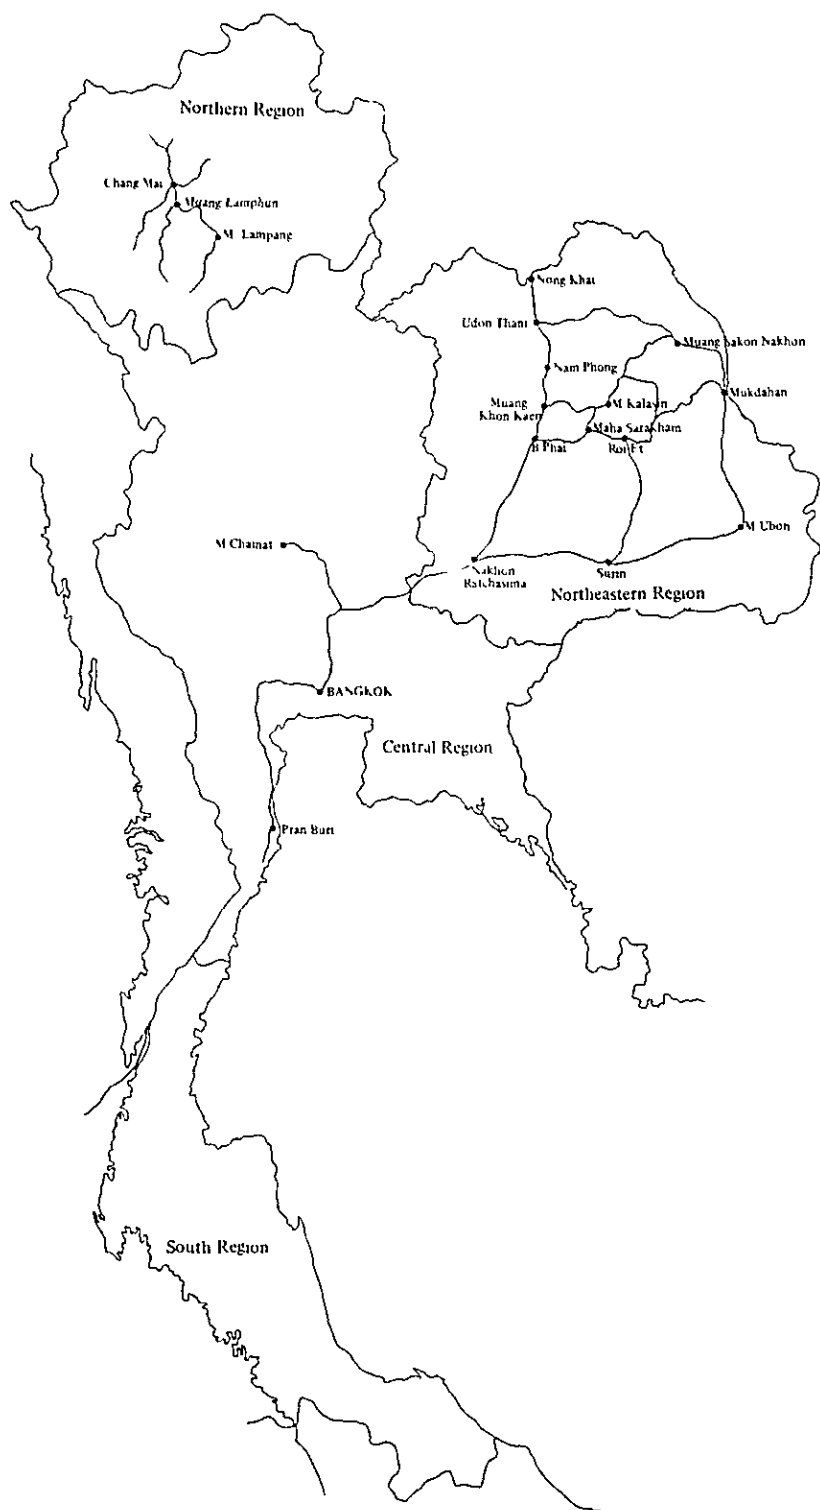 Northern Region
Chang Mai
Muang Lamphun
M Lampang
Nong Khai
Udon Thani
Muang Sakon Nakhon
Nam Phong
Mukdahan
Muang
Khon Kaen
M Kalasin
Maha Sarakham
B Phai
Roi Et
M Chainat
M Ubon
Nakhon
Ratchasima
Surin
Northeastern Region
BANGKOK
Central Region
Pran Buri
South Region